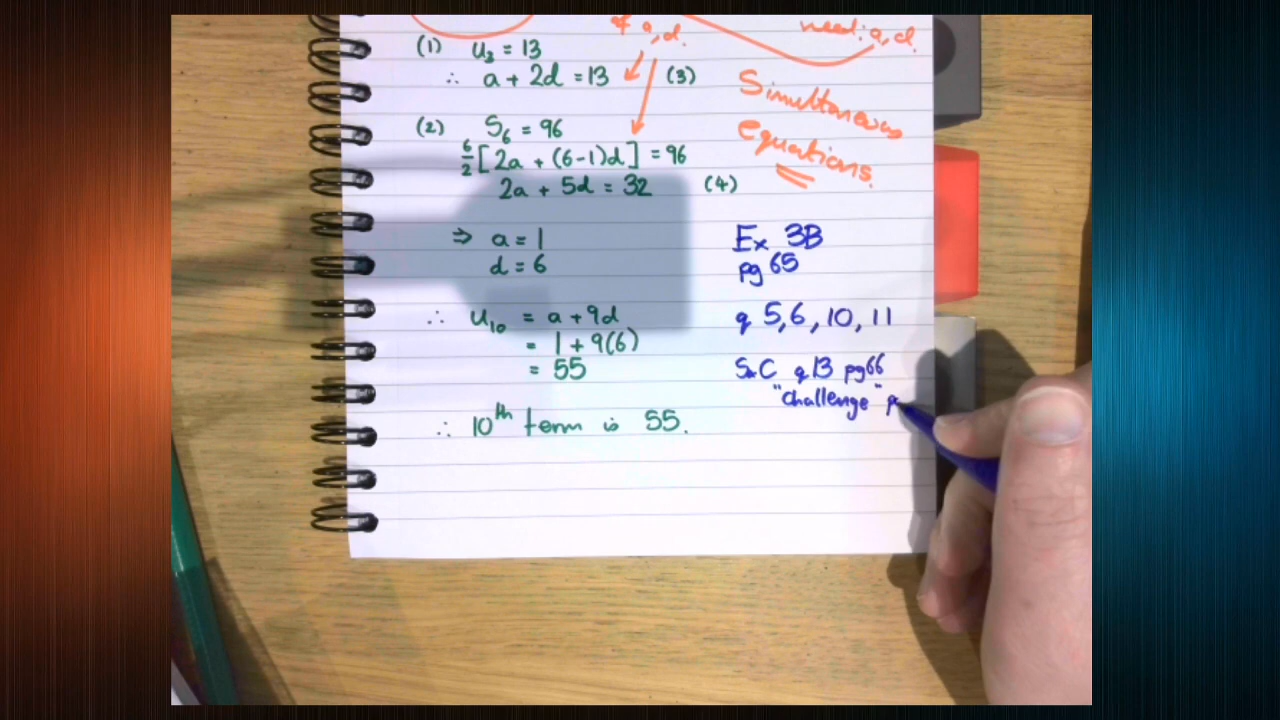 of a,d.
need: a,d.
(1) U₃ = 13
∴ a + 2d = 13 (3)
Simultaneous
equations.
(2) S₆ = 96
6/2 [2a + (6-1)d] = 96
2a + 5d = 32 (4)
⇒ a = 1
d = 6
∴ U₁₀ = a + 9d
= 1 + 9(6)
= 55
∴ 10th term is 55.
Ex 3B
pg 65
q 5,6, 10, 11
S&C q13 pg66
"challenge" p